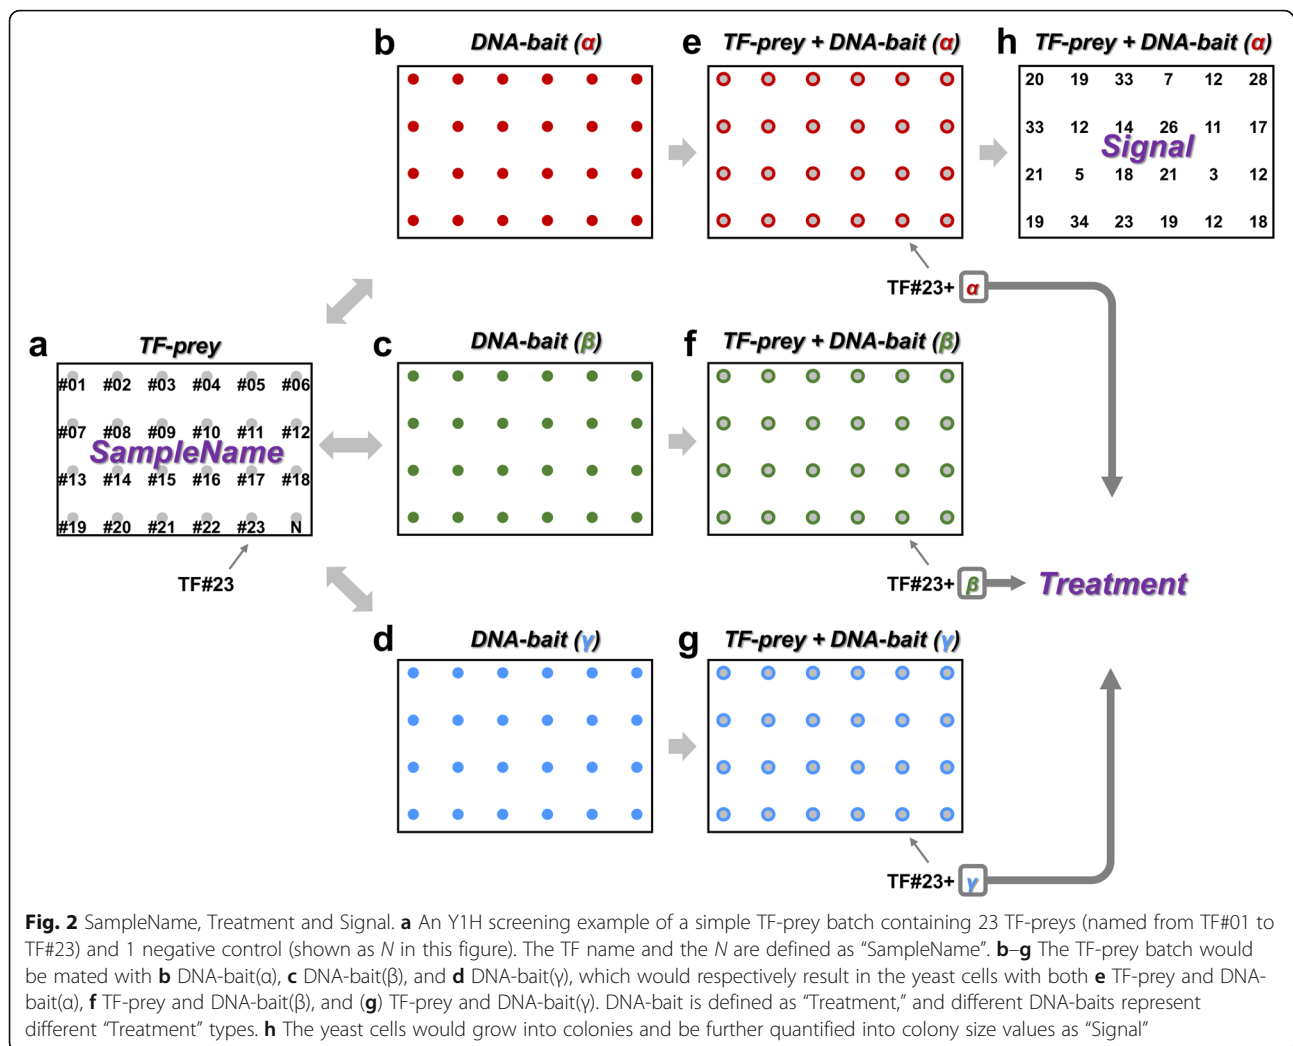 b DNA-bait (α)
e TF-prey + DNA-bait (α)
h TF-prey + DNA-bait (α)
20 19 33 7 12 28
33 12 14 26 11 17
Signal
21 5 18 21 3 12
19 34 23 19 12 18
TF#23+ α
a TF-prey
#01 #02 #03 #04 #05 #06
#07 #08 #09 #10 #11 #12
SampleName
#13 #14 #15 #16 #17 #18
#19 #20 #21 #22 #23 N
TF#23
c DNA-bait (β)
f TF-prey + DNA-bait (β)
TF#23+ β
Treatment
d DNA-bait (γ)
g TF-prey + DNA-bait (γ)
TF#23+ γ
Fig. 2 SampleName, Treatment and Signal. a An Y1H screening example of a simple TF-prey batch containing 23 TF-preys (named from TF#01 to
TF#23) and 1 negative control (shown as N in this figure). The TF name and the N are defined as “SampleName”. b–g The TF-prey batch would
be mated with b DNA-bait(α), c DNA-bait(β), and d DNA-bait(γ), which would respectively result in the yeast cells with both e TF-prey and DNA-
bait(α), f TF-prey and DNA-bait(β), and (g) TF-prey and DNA-bait(γ). DNA-bait is defined as “Treatment,” and different DNA-baits represent
different “Treatment” types. h The yeast cells would grow into colonies and be further quantified into colony size values as “Signal”